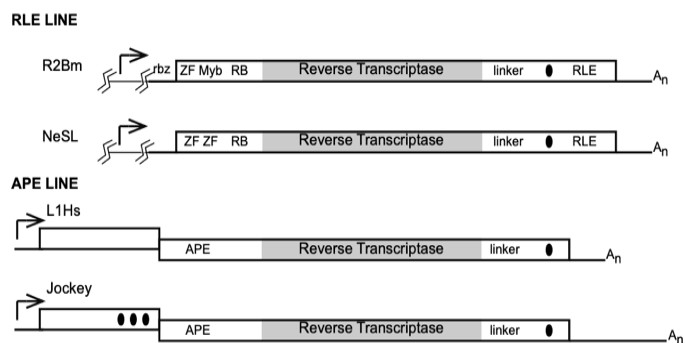 RLE LINE
R2Bm rbz ZF Myb RB Reverse Transcriptase linker RLE An
NeSL ZF ZF RB Reverse Transcriptase linker RLE An
APE LINE
L1Hs
APE Reverse Transcriptase linker An
Jockey
APE Reverse Transcriptase linker An